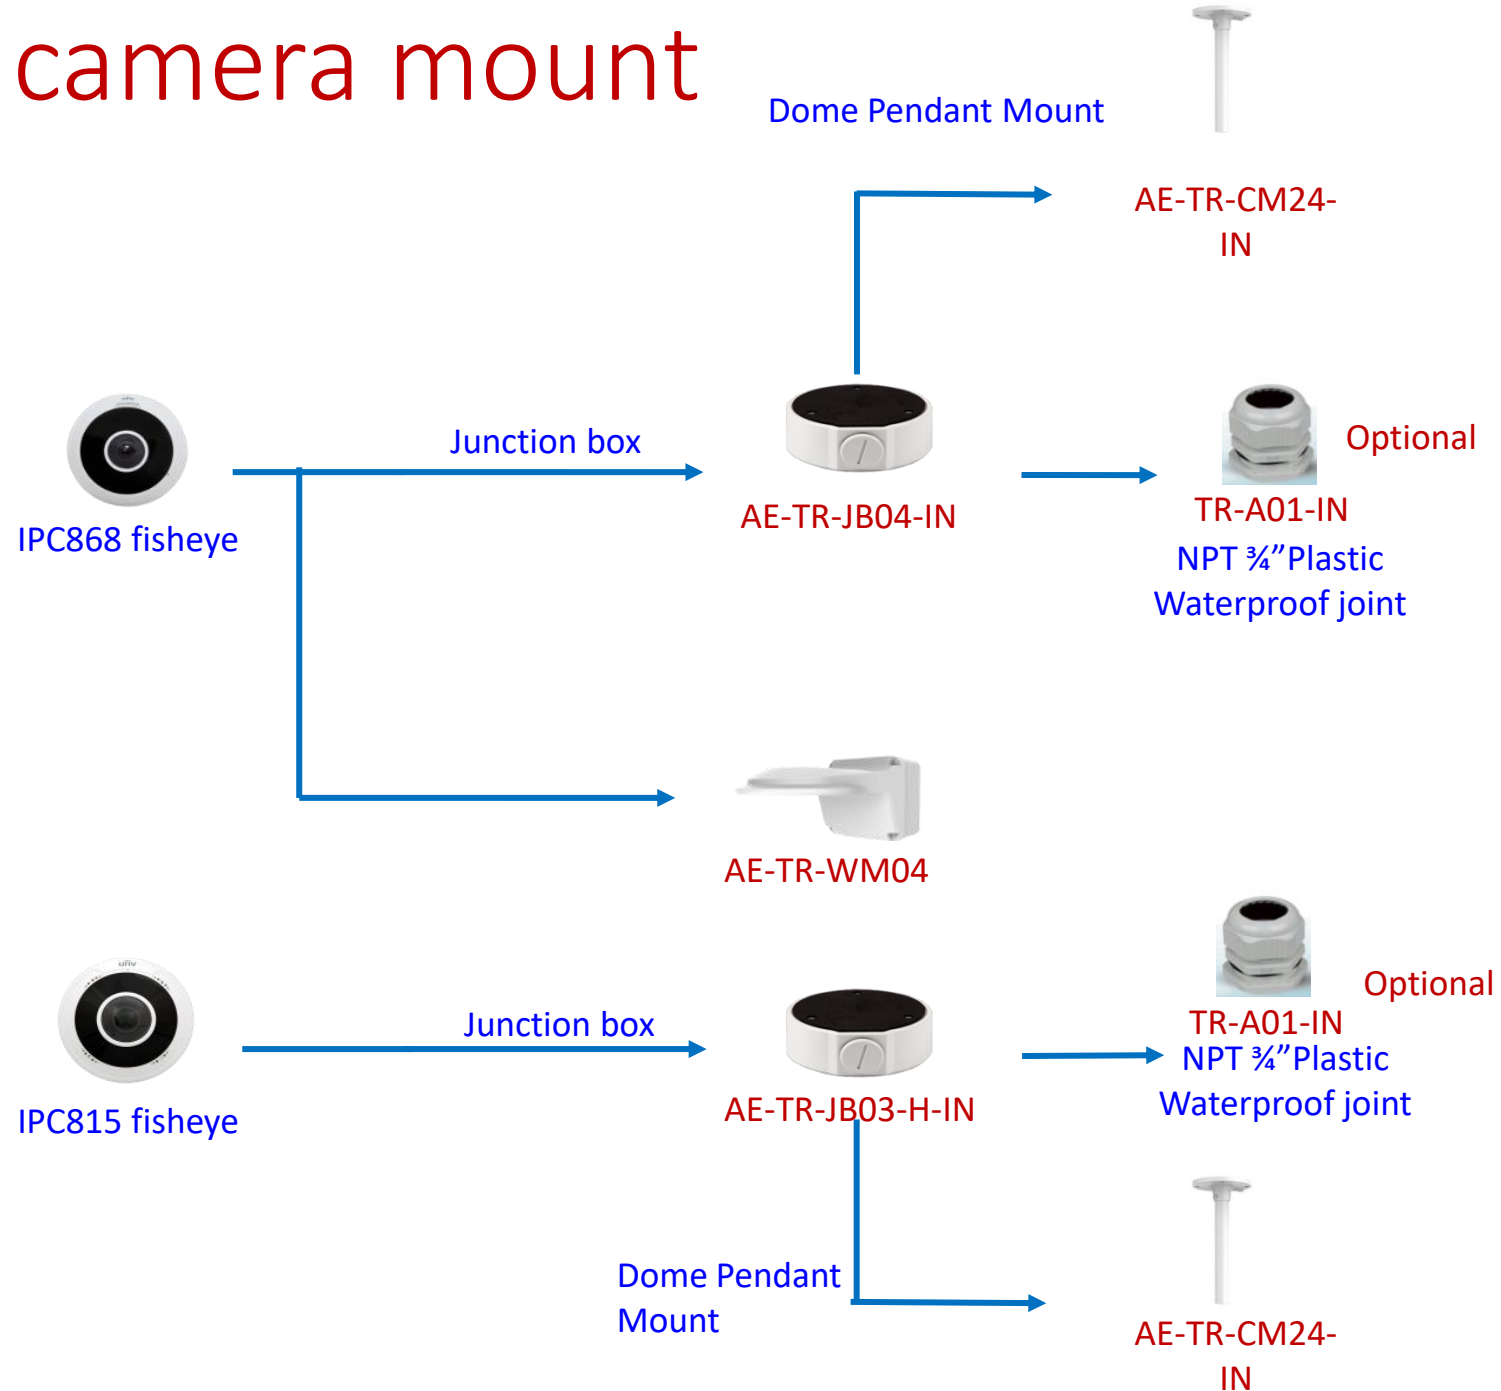 camera mount
Dome Pendant Mount
AE-TR-CM24-
IN
Junction box
Optional
AE-TR-JB04-IN
TR-A01-IN
IPC868 fisheye
NPT ¾”Plastic
Waterproof joint
AE-TR-WM04
unv
Junction box
Optional
TR-A01-IN
NPT ¾”Plastic
Waterproof joint
AE-TR-JB03-H-IN
IPC815 fisheye
Dome Pendant
Mount
AE-TR-CM24-
IN